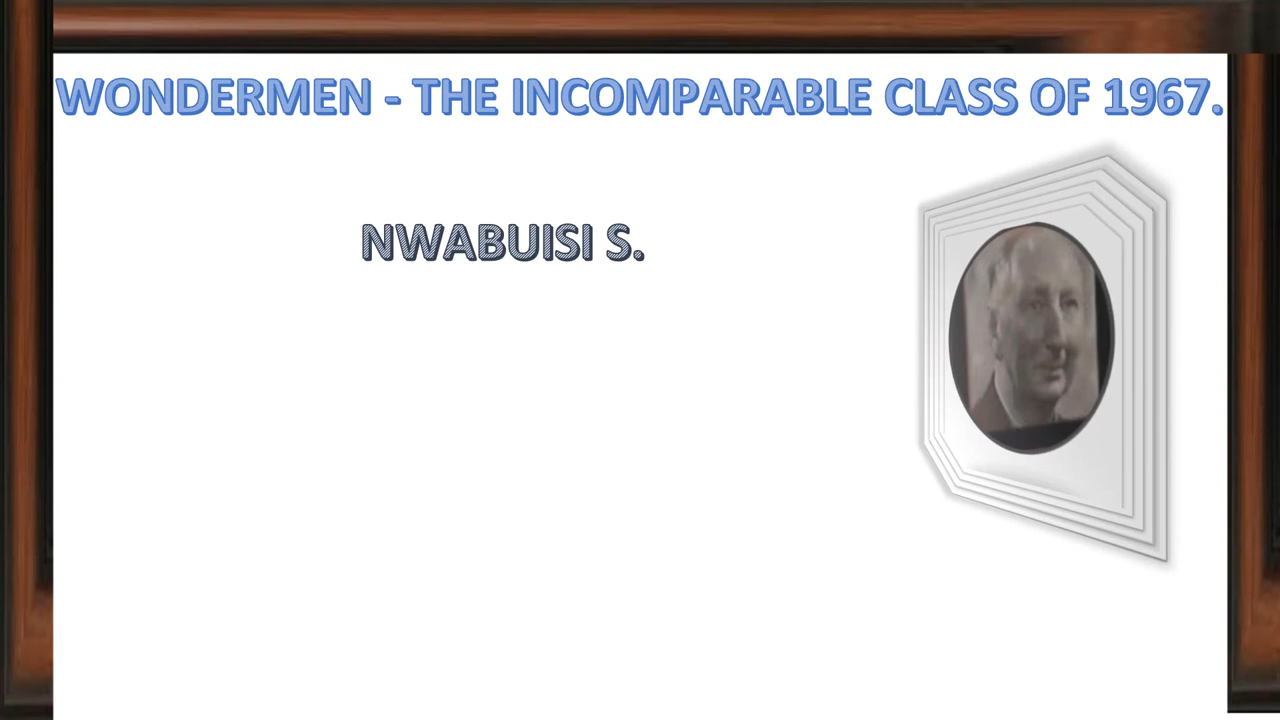 WONDERMEN - THE INCOMPARABLE CLASS OF 1967.
NWABUISI S.